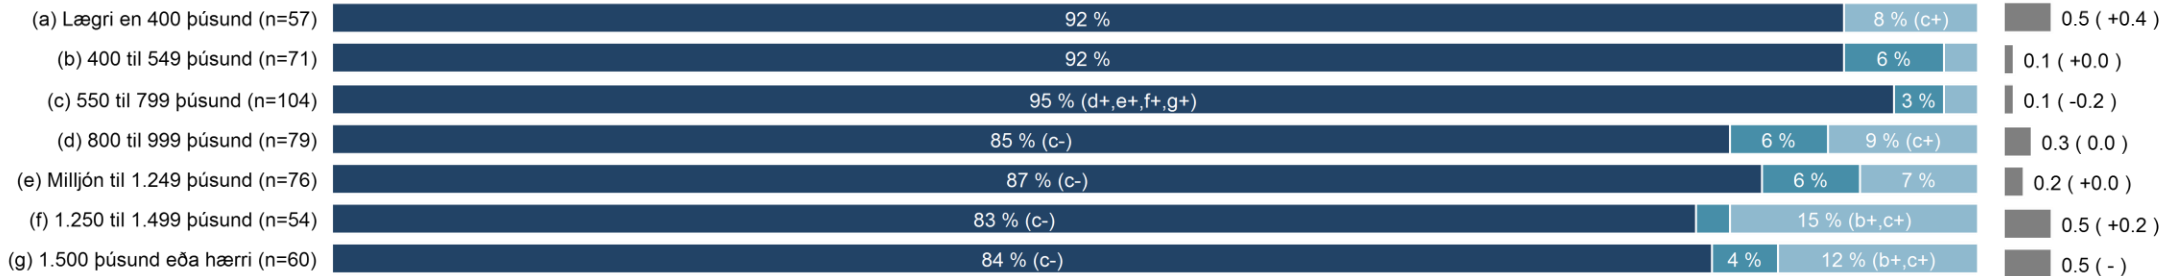 (a) Lægri en 400 þúsund (n=57) 92 % 8 % (c+) 0.5 ( +0.4 )
(b) 400 til 549 þúsund (n=71) 92 % 6 % 0.1 ( +0.0 )
(c) 550 til 799 þúsund (n=104) 95 % (d+,e+,f+,g+) 3 % 0.1 ( -0.2 )
(d) 800 til 999 þúsund (n=79) 85 % (c-) 6 % 9 % (c+) 0.3 ( 0.0 )
(e) Milljón til 1.249 þúsund (n=76) 87 % (c-) 6 % 7 % 0.2 ( +0.0 )
(f) 1.250 til 1.499 þúsund (n=54) 83 % (c-) 15 % (b+,c+) 0.5 ( +0.2 )
(g) 1.500 þúsund eða hærri (n=60) 84 % (c-) 4 % 12 % (b+,c+) 0.5 ( - )